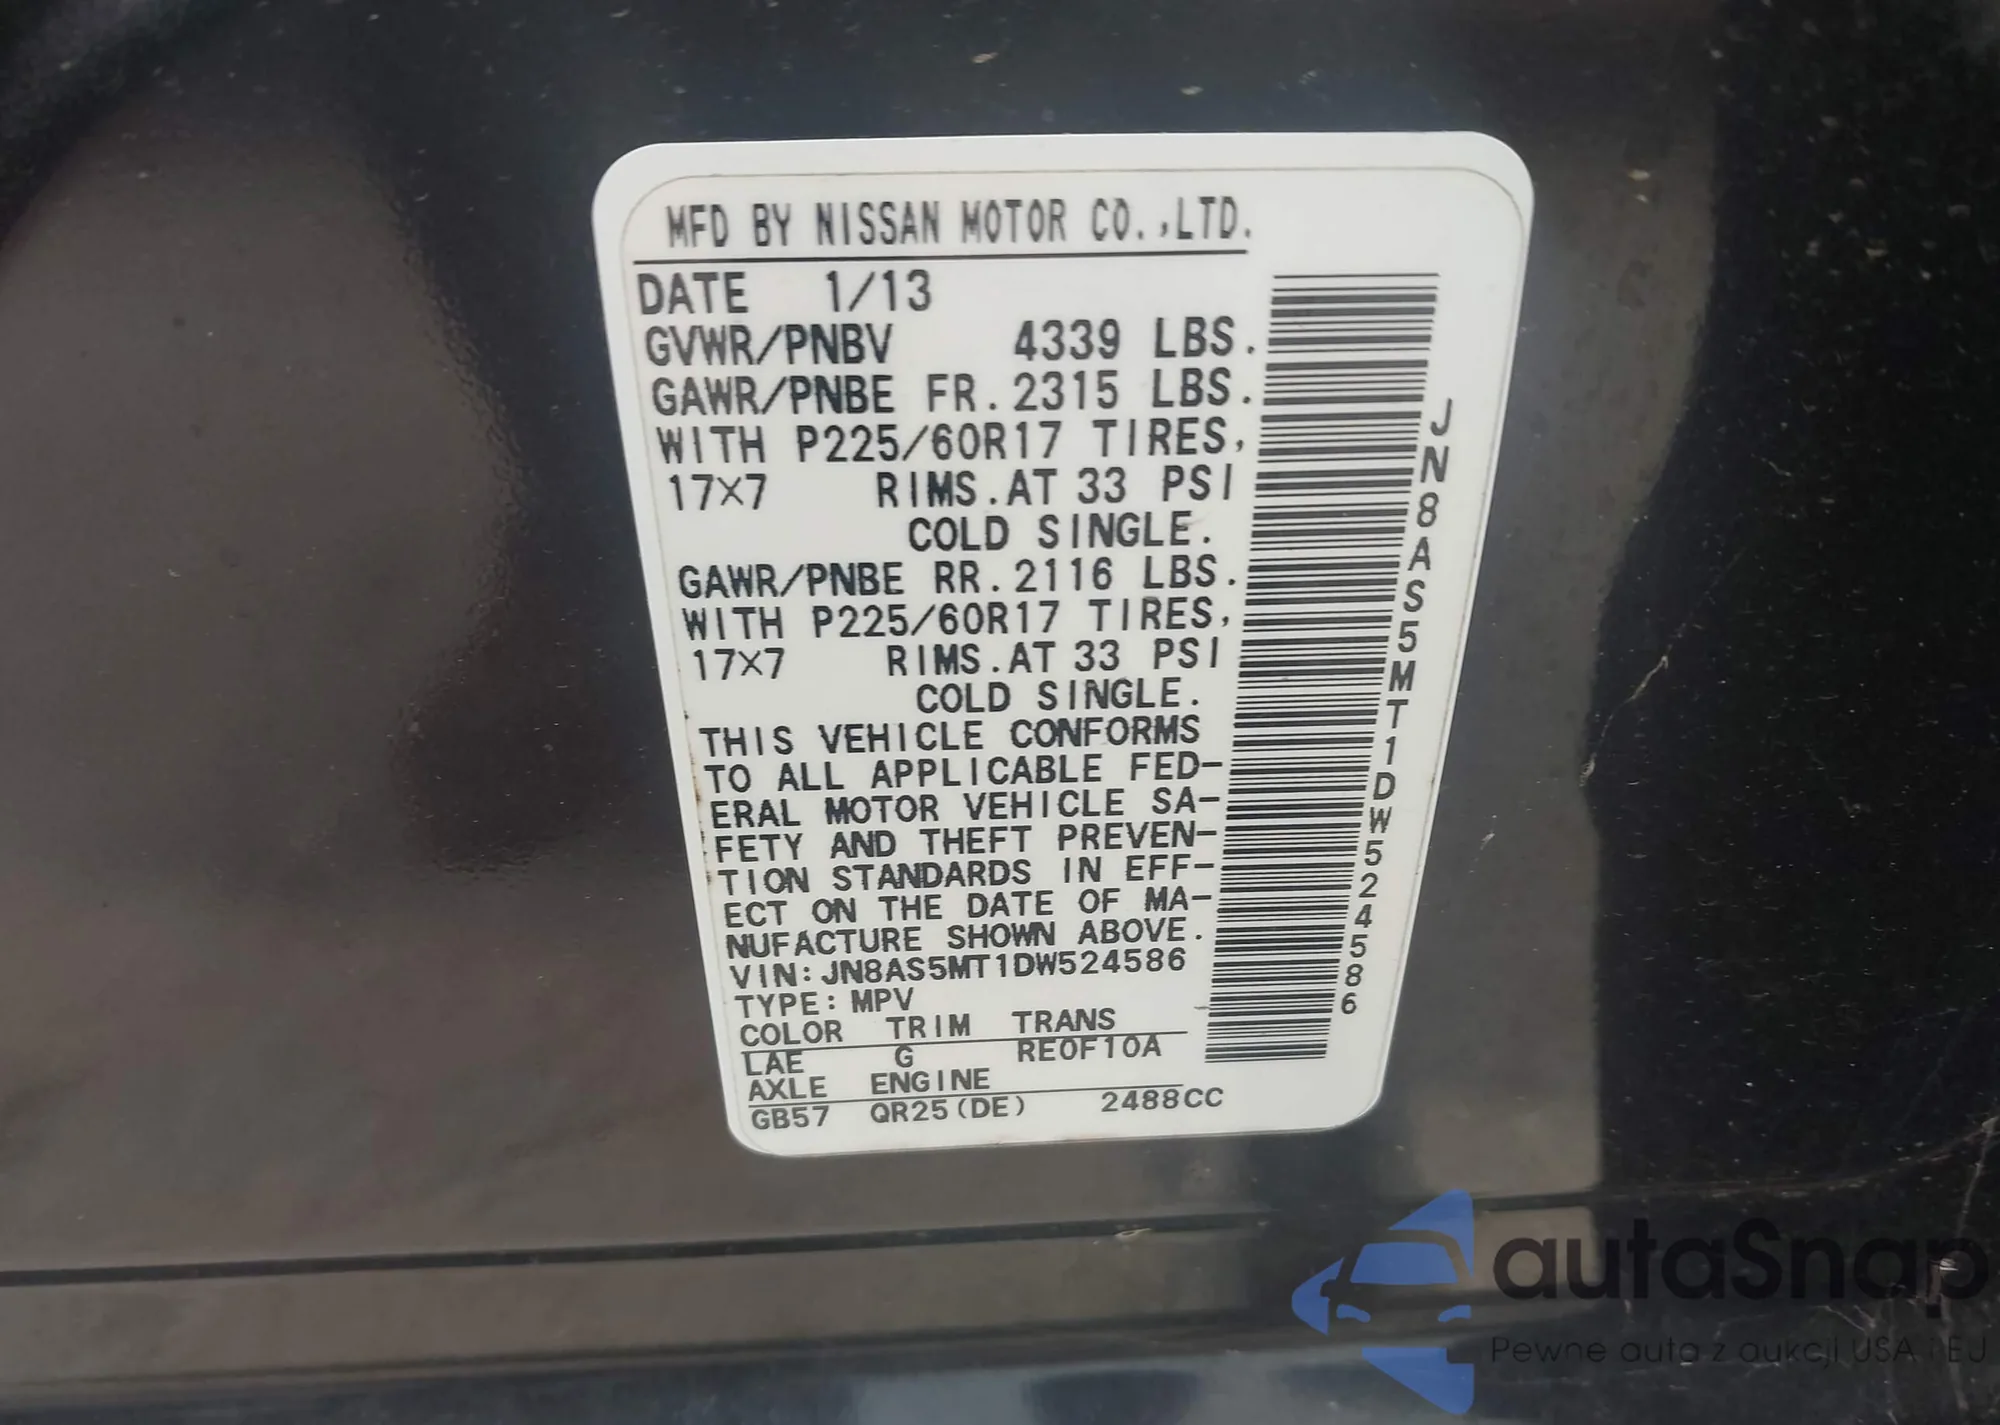 MFD BY NISSAN MOTOR CO.,LTD.
DATE 1/13
GVWR/PNBV 4339 LBS.
GAWR/PNBE FR.2315 LBS.
WITH P225/60R17 TIRES,
17X7 RIMS.AT 33 PSI
COLD SINGLE.
GAWR/PNBE RR.2116 LBS.
WITH P225/60R17 TIRES,
17X7 RIMS.AT 33 PSI
COLD SINGLE.
THIS VEHICLE CONFORMS
TO ALL APPLICABLE FED-
ERAL MOTOR VEHICLE SA-
FETY AND THEFT PREVEN-
TION STANDARDS IN EFF-
ECT ON THE DATE OF MA-
NUFACTURE SHOWN ABOVE.
VIN:JN8AS5MT1DW524586
TYPE:MPV
COLOR TRIM TRANS
LAE G RE0F10A
AXLE ENGINE
GB57 QR25(DE) 2488CC
JN8AS5MT1DW524586
autaSnap
Pewne auta z aukcji USA i EU